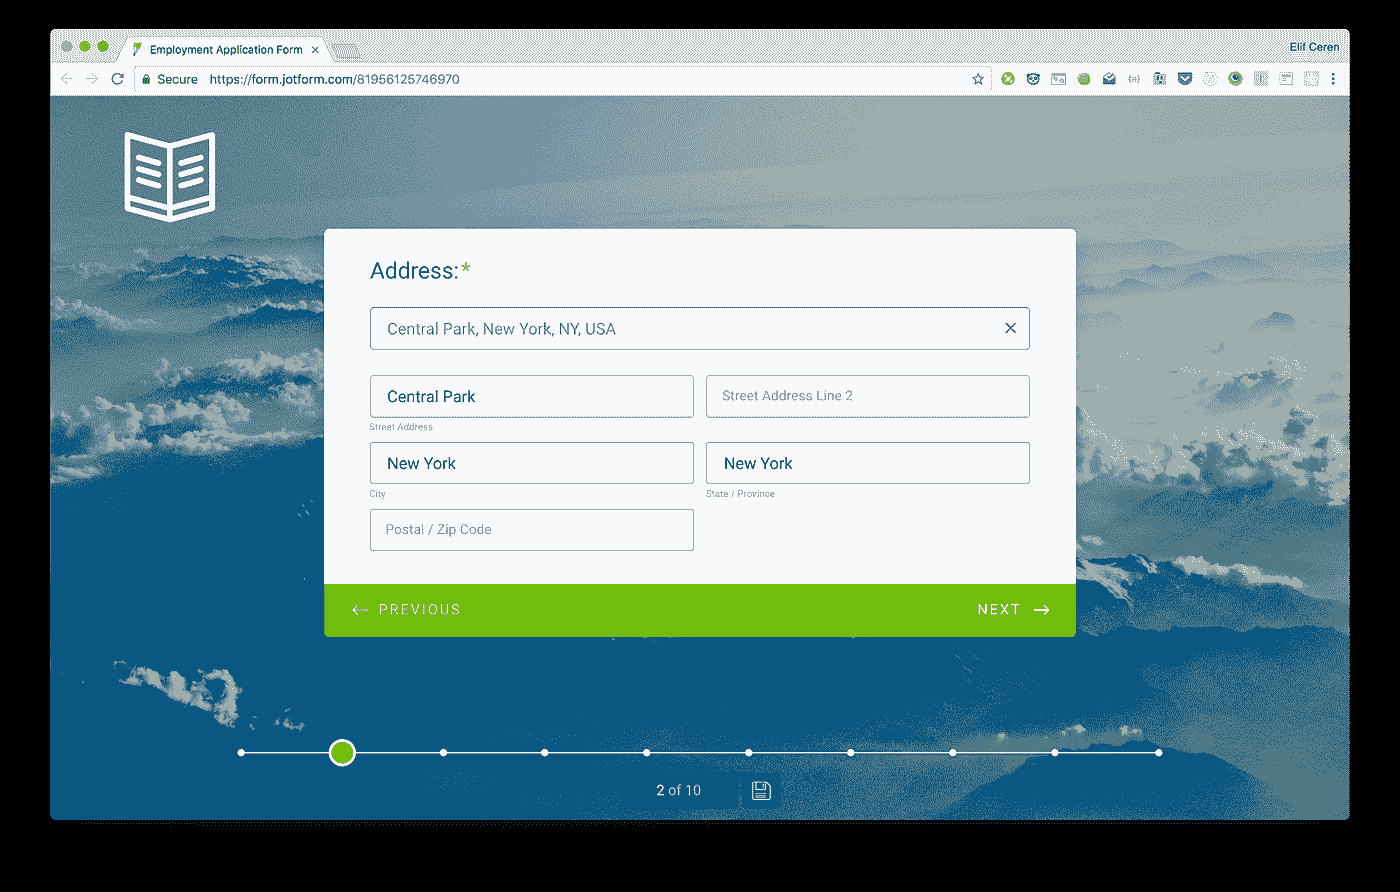 Employment Application Form
Elif Ceren
Secure https://form.jotform.com/81956125746970
Address:*
Central Park, New York, NY, USA
Central Park
Street Address Line 2
Street Address
New York
New York
City
State / Province
Postal / Zip Code
PREVIOUS
NEXT
2 of 10